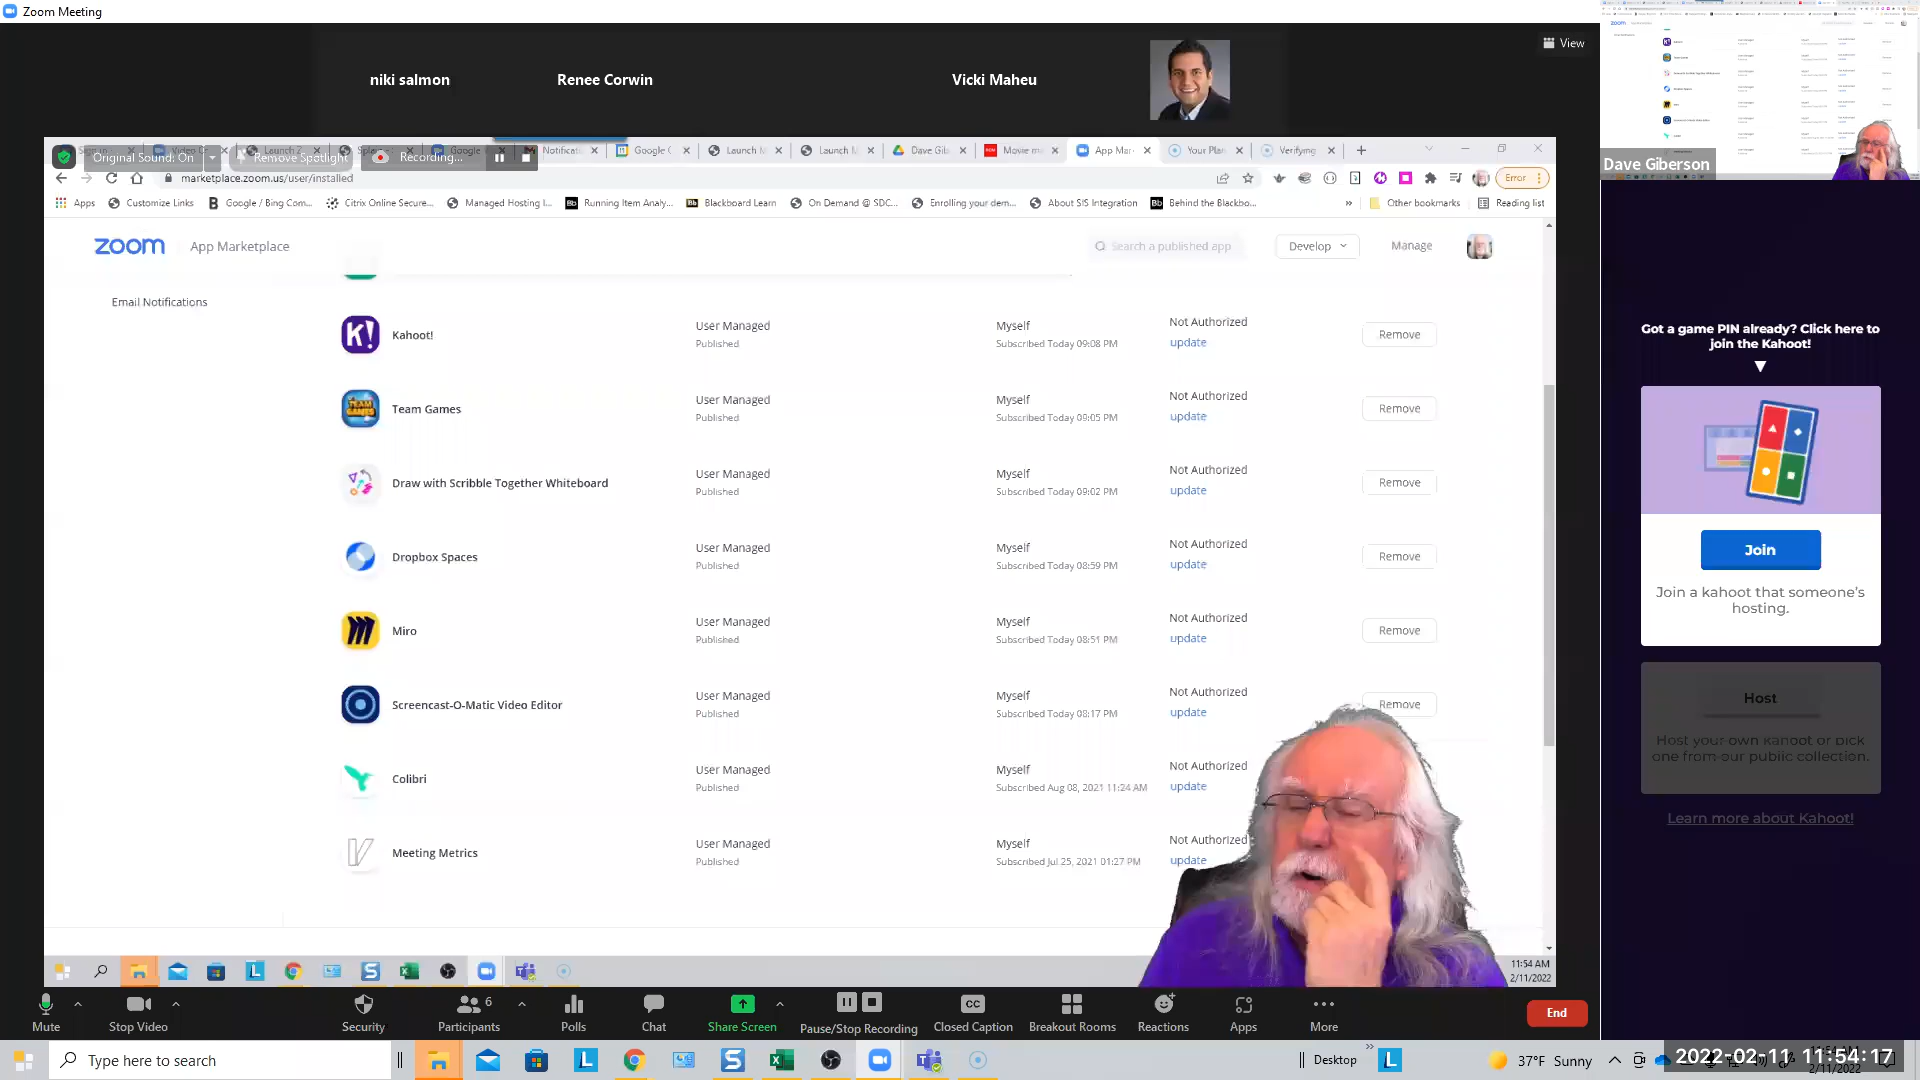 Zoom Meeting
View
niki salmon
Renee Corwin
Vicki Maheu
Dave Giberson
Original Sound: On
Remove Spotlight
Recording...
Google C
Launch M
Launch M
Dave Gib
Movie m
App Mar
Your Plan
Verifying
marketplace.zoom.us/user/installed
Error
Apps
Customize Links
Google / Bing Com...
Citrix Online Secure...
Managed Hosting I...
Running Item Analy...
Blackboard Learn
On Demand @ SDC...
Enrolling your dem...
About SIS Integration
Behind the Blackbo...
Other bookmarks
Reading list
zoom
App Marketplace
Search a published app
Develop
Manage
Email Notifications
Kahoot!
User Managed
Published
Myself
Subscribed Today 09:08 PM
Not Authorized
update
Remove
Team Games
User Managed
Published
Myself
Subscribed Today 09:05 PM
Not Authorized
update
Remove
Draw with Scribble Together Whiteboard
User Managed
Published
Myself
Subscribed Today 09:02 PM
Not Authorized
update
Remove
Dropbox Spaces
User Managed
Published
Myself
Subscribed Today 08:59 PM
Not Authorized
update
Remove
Miro
User Managed
Published
Myself
Subscribed Today 08:51 PM
Not Authorized
update
Remove
Screencast-O-Matic Video Editor
User Managed
Published
Myself
Subscribed Today 08:17 PM
Not Authorized
update
Remove
Colibri
User Managed
Published
Myself
Subscribed Aug 08, 2021 11:24 AM
Not Authorized
update
Meeting Metrics
User Managed
Published
Myself
Subscribed Jul 25, 2021 01:27 PM
Not Authorized
update
11:54 AM
2/11/2022
Got a game PIN already? Click here to
join the Kahoot!
Join
Join a kahoot that someone's
hosting.
Host
Host your own kahoot or pick
one from our public collection.
Learn more about Kahoot!
Mute
Stop Video
Security
6
Participants
Polls
Chat
Share Screen
Pause/Stop Recording
CC
Closed Caption
Breakout Rooms
Reactions
Apps
More
End
Type here to search
Desktop
37°F Sunny
2022-02-11 11:54:17
2/11/2022